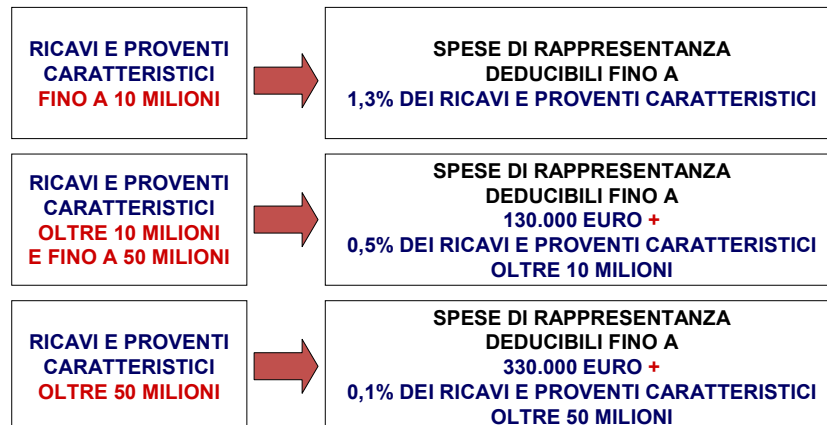 RICAVI E PROVENTI
CARATTERISTICI
FINO A 10 MILIONI
SPESE DI RAPPRESENTANZA
DEDUCIBILI FINO A
1,3% DEI RICAVI E PROVENTI CARATTERISTICI
RICAVI E PROVENTI
CARATTERISTICI
OLTRE 10 MILIONI
E FINO A 50 MILIONI
SPESE DI RAPPRESENTANZA
DEDUCIBILI FINO A
130.000 EURO +
0,5% DEI RICAVI E PROVENTI CARATTERISTICI
OLTRE 10 MILIONI
RICAVI E PROVENTI
CARATTERISTICI
OLTRE 50 MILIONI
SPESE DI RAPPRESENTANZA
DEDUCIBILI FINO A
330.000 EURO +
0,1% DEI RICAVI E PROVENTI CARATTERISTICI
OLTRE 50 MILIONI